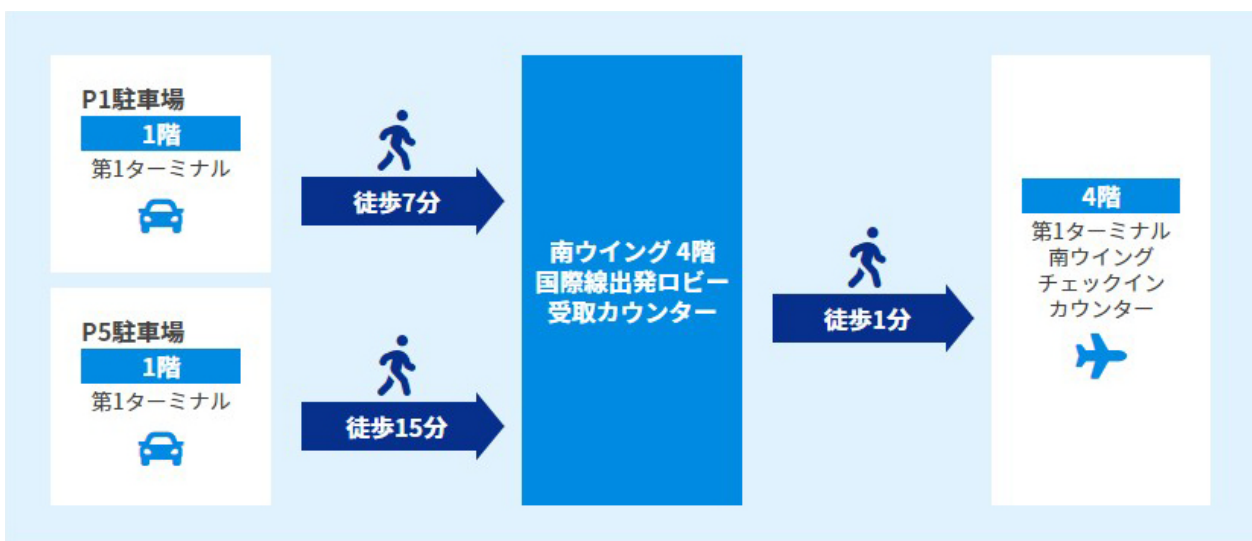 P1駐車場
1階
第1ターミナル
徒歩7分
P5駐車場
1階
第1ターミナル
徒歩15分
南ウイング 4階
国際線出発ロビー
受取カウンター
徒歩1分
4階
第1ターミナル
南ウイング
チェックイン
カウンター